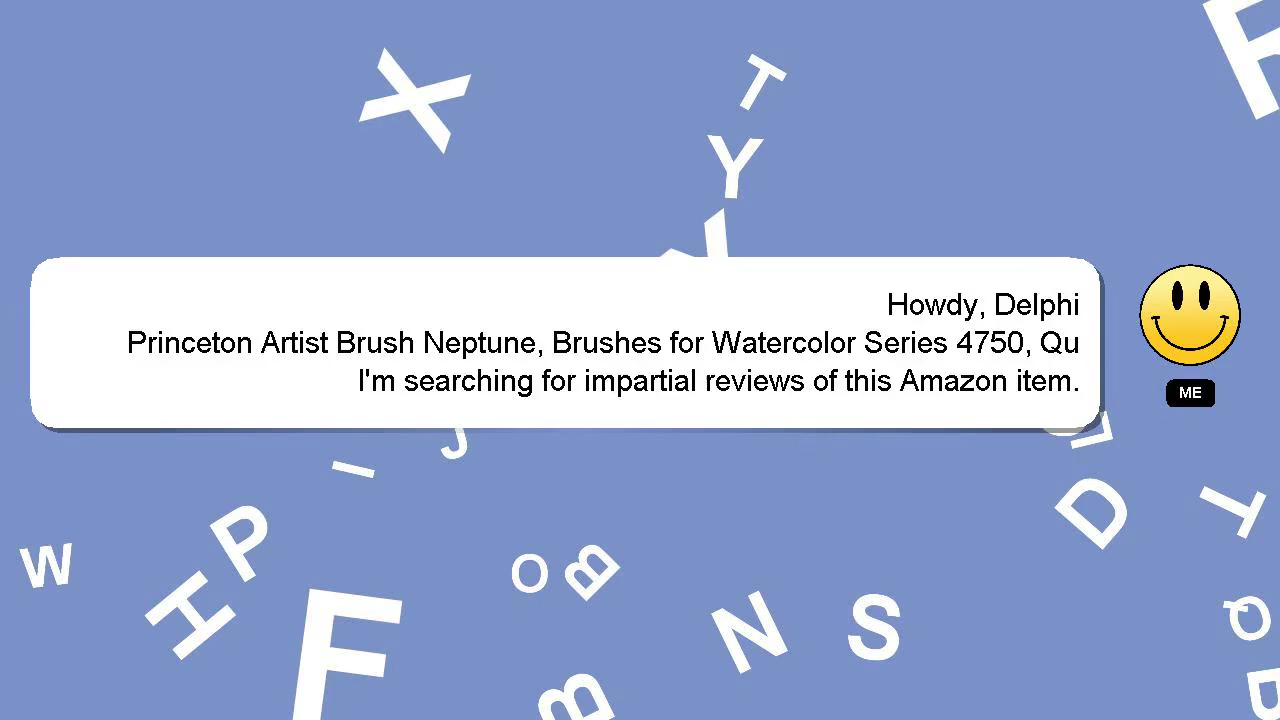 Howdy, Delphi
Princeton Artist Brush Neptune, Brushes for Watercolor Series 4750, Qu
I'm searching for impartial reviews of this Amazon item.
ME
X
T
Y
J
I
W
P
H
F
O
B
B
N
S
D
T
Q